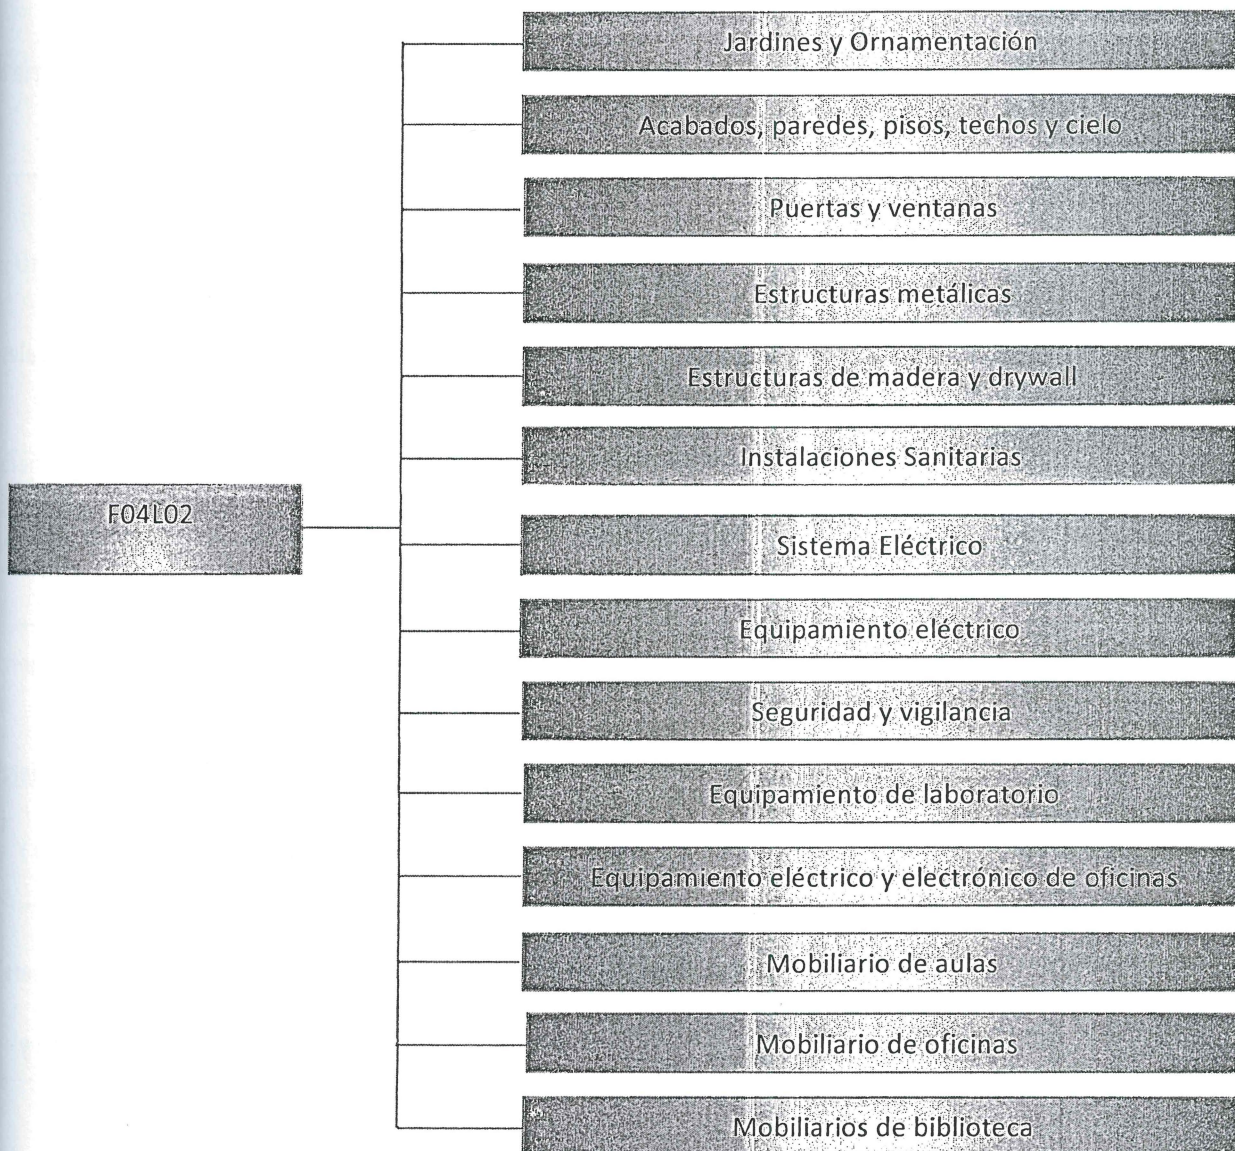 Jardines y Ornamentación
Acabados, paredes, pisos, techos y cielo
Puertas y ventanas
Estructuras metálicas
Estructuras de madera y drywall
Instalaciones Sanitarias
F04L02
Sistema Eléctrico
Equipamiento eléctrico
Seguridad y vigilancia
Equipamiento de laboratorio
Equipamiento eléctrico y electrónico de oficinas
Mobiliario de aulas
Mobiliario de oficinas
Mobiliarios de biblioteca